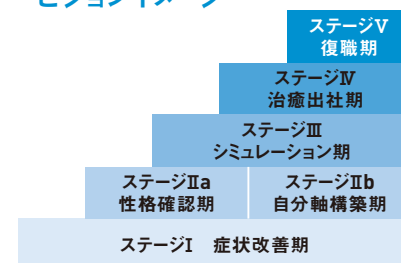 ステージⅤ
復職期
ステージⅣ
治癒出社期
ステージⅢ
シミュレーション期
ステージⅡa
性格確認期
ステージⅡb
自分軸構築期
ステージⅠ 症状改善期